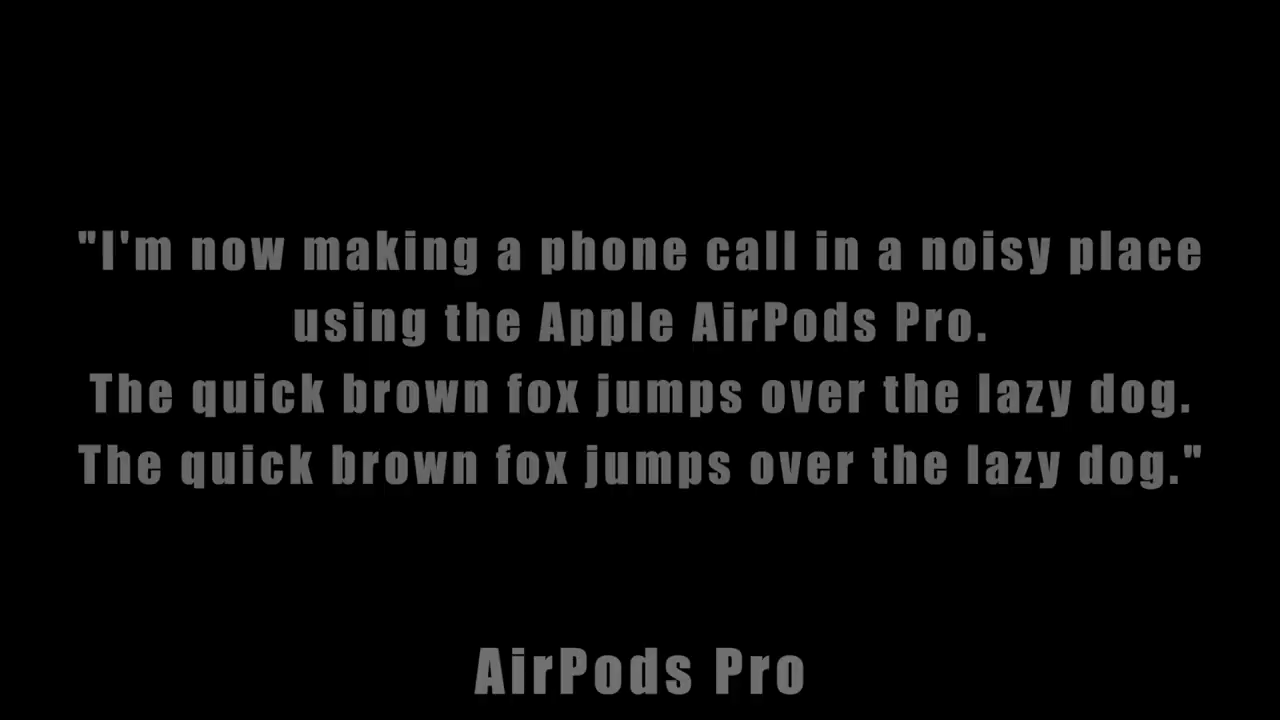 "I'm now making a phone call in a noisy place
using the Apple AirPods Pro.
The quick brown fox jumps over the lazy dog.
The quick brown fox jumps over the lazy dog."
AirPods Pro